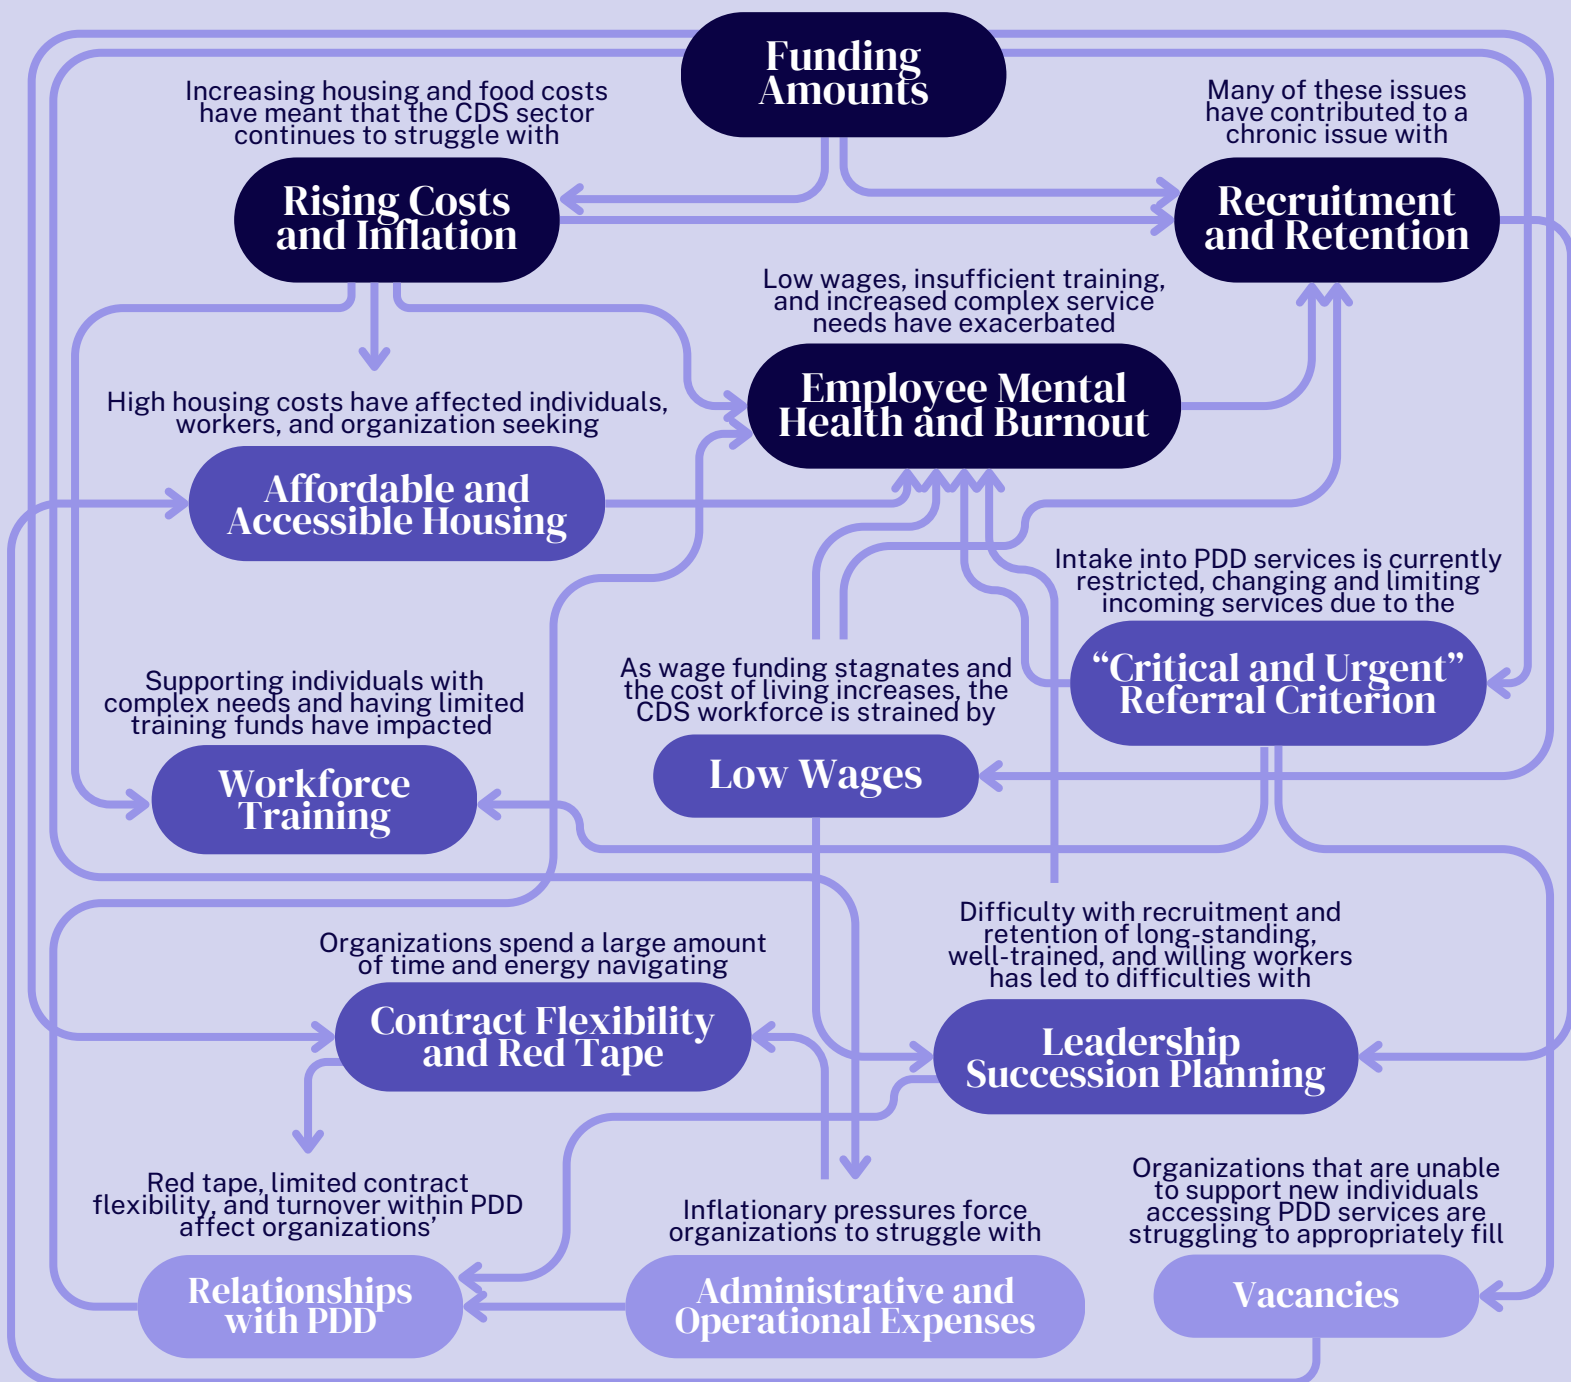 Funding
Amounts
Increasing housing and food costs
have meant that the CDS sector
continues to struggle with
Rising Costs
and Inflation
Many of these issues
have contributed to a
chronic issue with
Recruitment
and Retention
Low wages, insufficient training,
and increased complex service
needs have exacerbated
Employee Mental
Health and Burnout
High housing costs have affected individuals,
workers, and organization seeking
Affordable and
Accessible Housing
Intake into PDD services is currently
restricted, changing and limiting
incoming services due to the
“Critical and Urgent”
Referral Criterion
Supporting individuals with
complex needs and having limited
training funds have impacted
Workforce
Training
As wage funding stagnates and
the cost of living increases, the
CDS workforce is strained by
Low Wages
Organizations spend a large amount
of time and energy navigating
Contract Flexibility
and Red Tape
Difficulty with recruitment and
retention of long-standing,
well-trained, and willing workers
has led to difficulties with
Leadership
Succession Planning
Red tape, limited contract
flexibility, and turnover within PDD
affect organizations’
Relationships
with PDD
Inflationary pressures force
organizations to struggle with
Administrative and
Operational Expenses
Organizations that are unable
to support new individuals
accessing PDD services are
struggling to appropriately fill
Vacancies